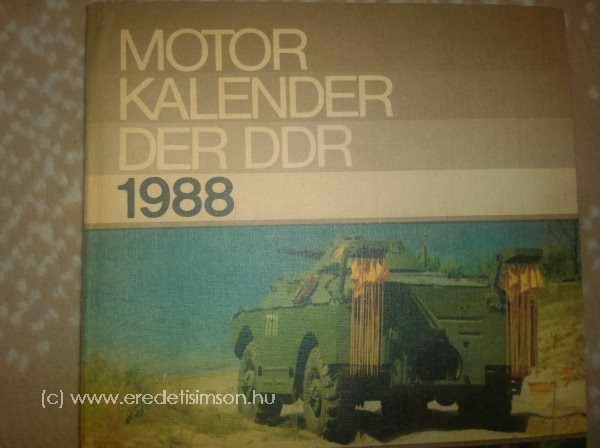 MOTOR
KALENDER
DER DDR
1988
(c) www.eredetisimson.hu